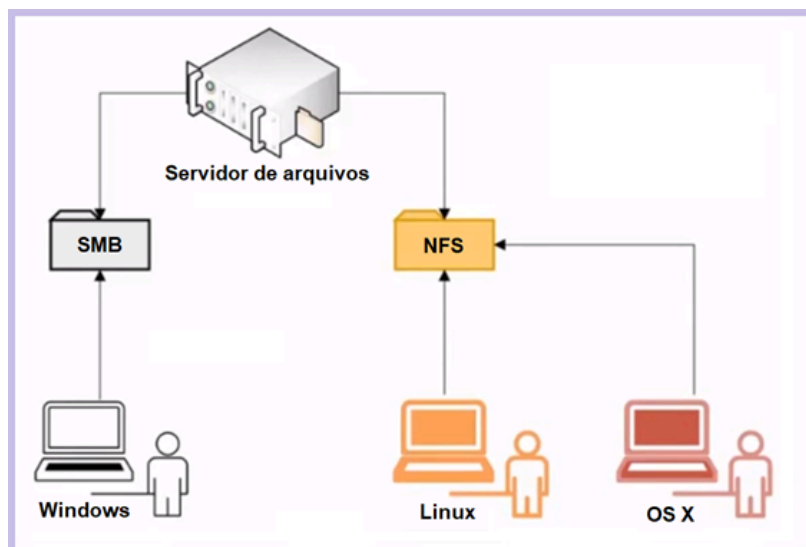 Servidor de arquivos
SMB
NFS
Windows
Linux
OS X